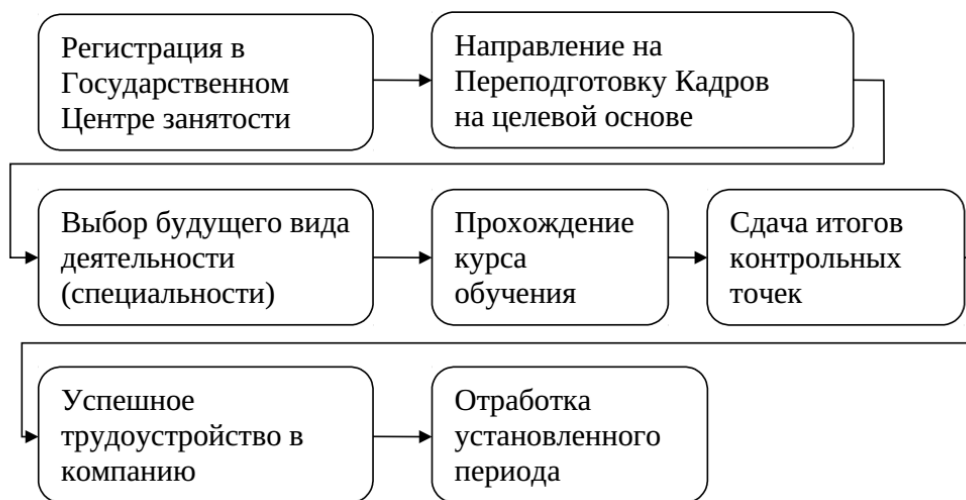 Регистрация в
Государственном
Центре занятости
Направление на
Переподготовку Кадров
на целевой основе
Выбор будущего вида
деятельности
(специальности)
Прохождение
курса
обучения
Сдача итогов
контрольных
точек
Успешное
трудоустройство в
компанию
Отработка
установленного
периода